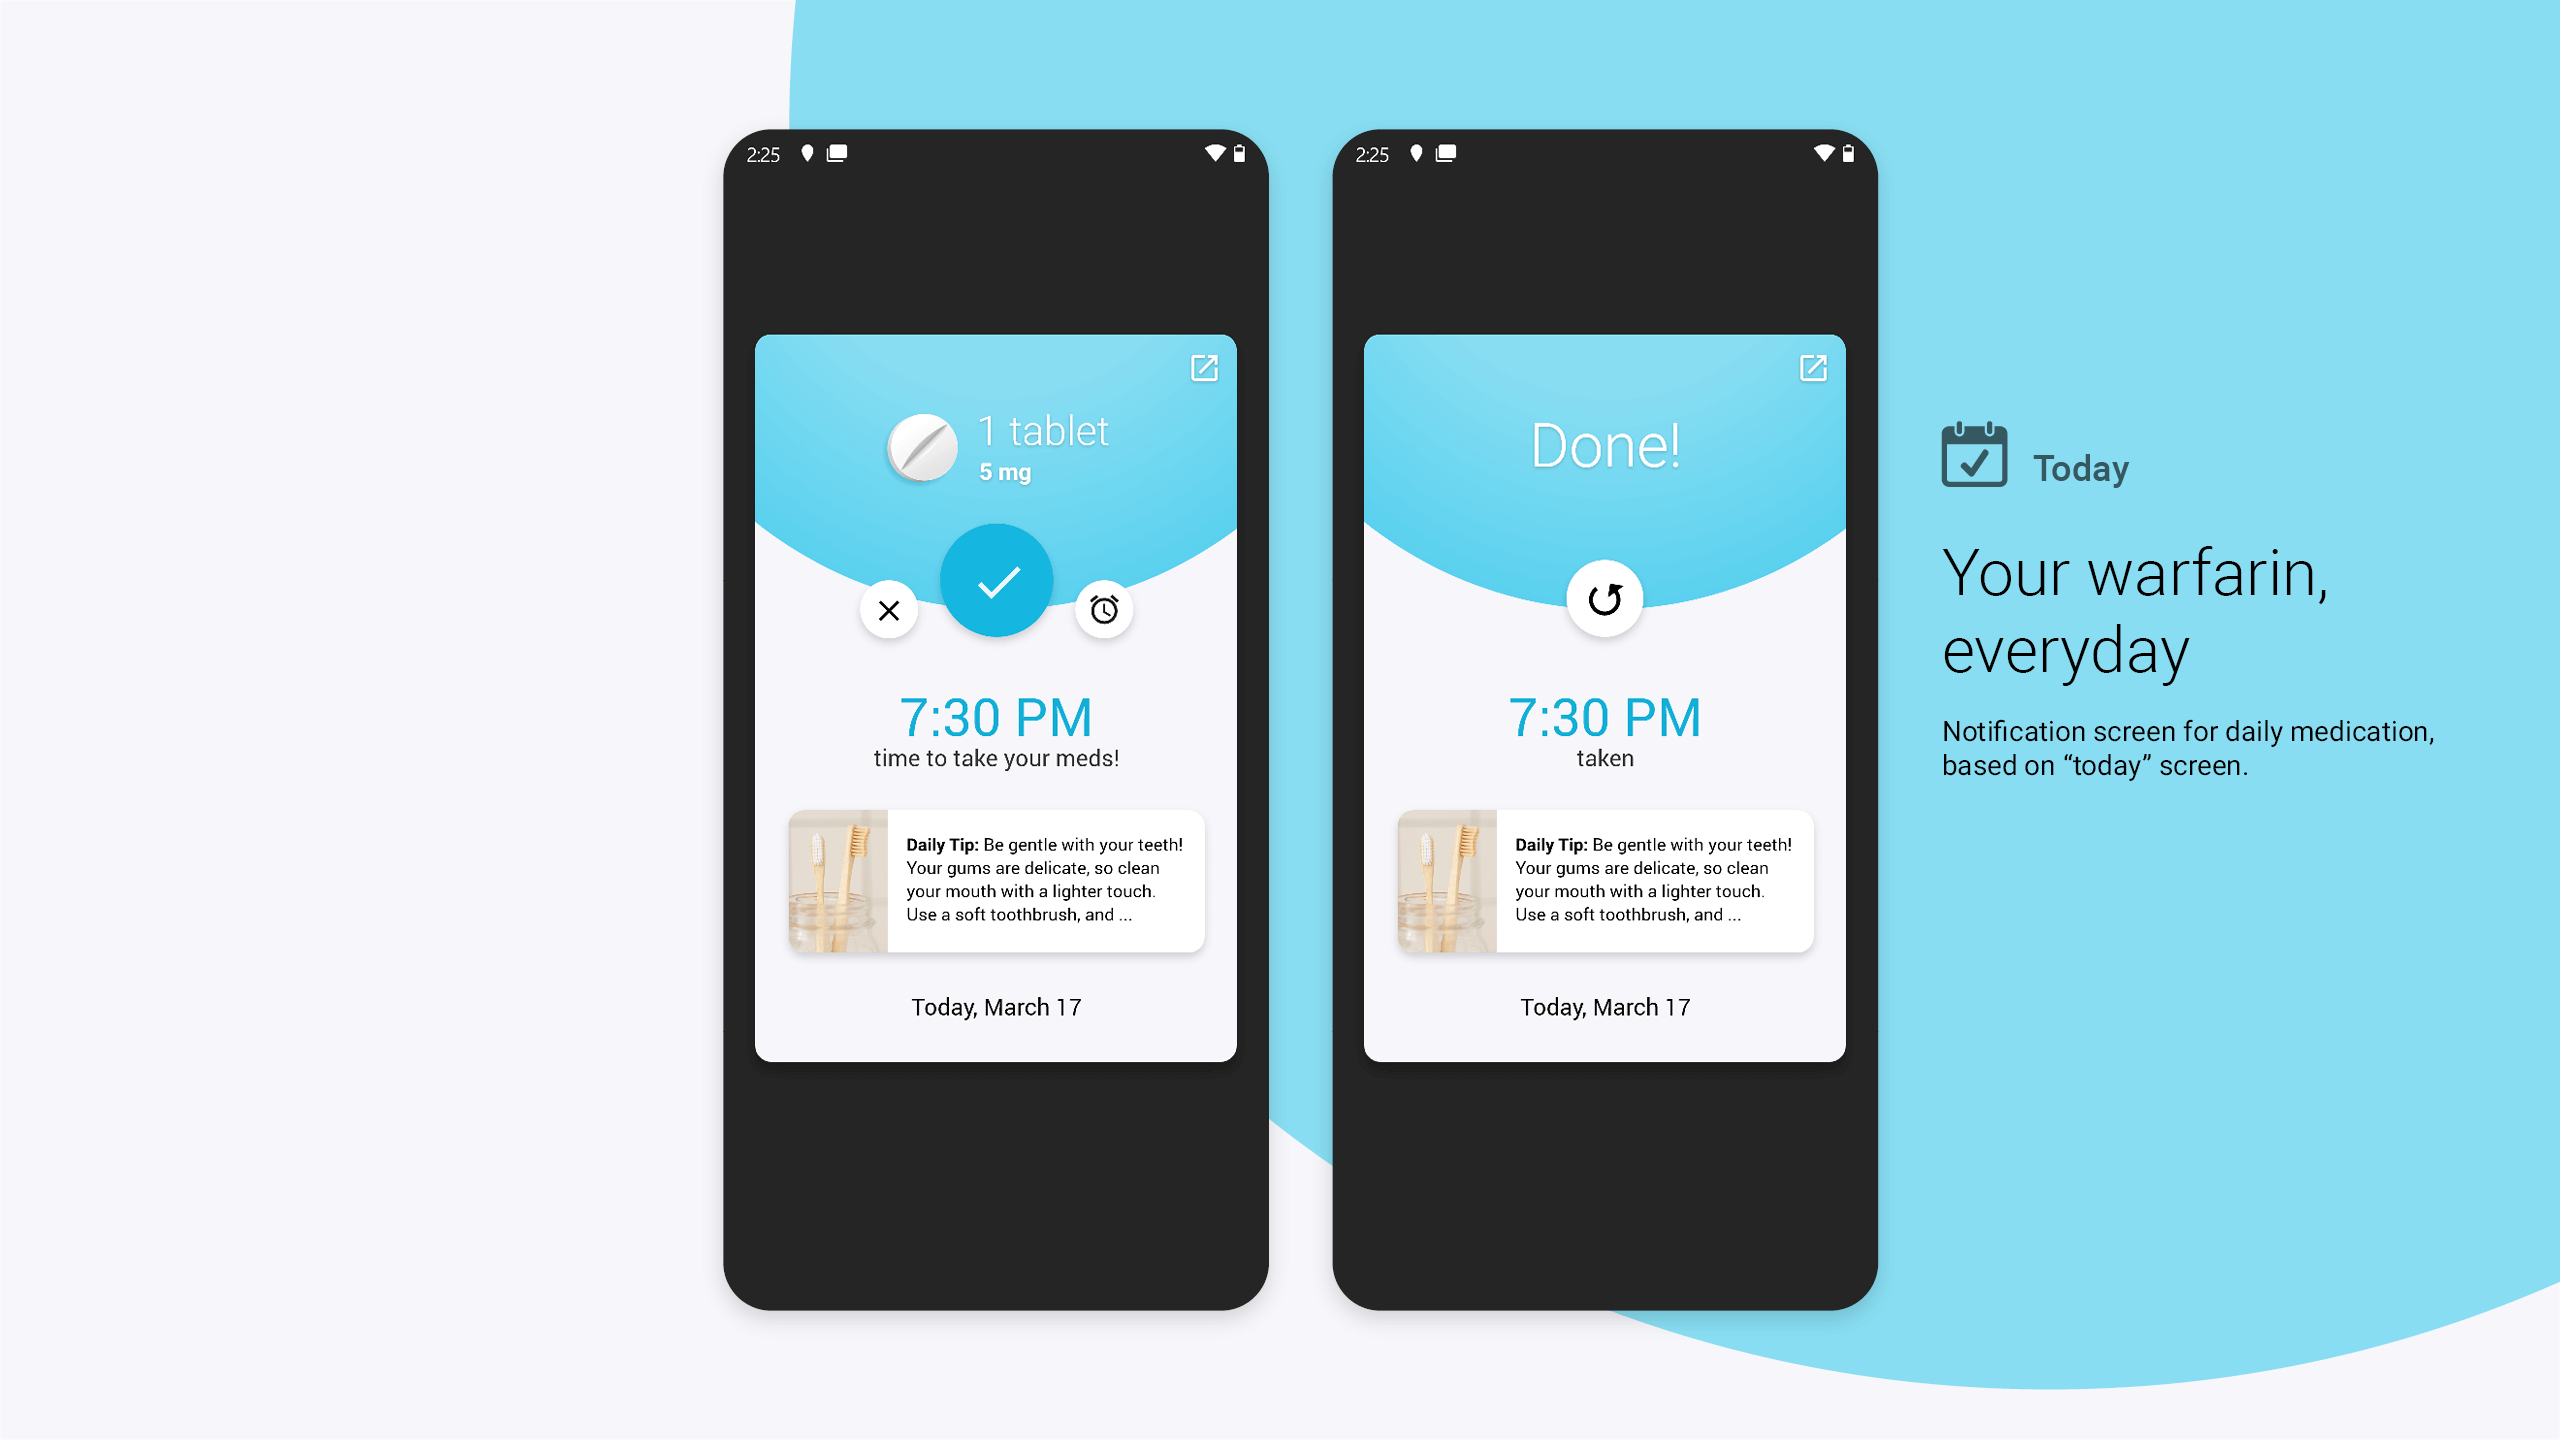 2:25
1 tablet
5 mg
7:30 PM
time to take your meds!
Daily Tip: Be gentle with your teeth!
Your gums are delicate, so clean
your mouth with a lighter touch.
Use a soft toothbrush, and ...
Today, March 17
2:25
Done!
7:30 PM
taken
Daily Tip: Be gentle with your teeth!
Your gums are delicate, so clean
your mouth with a lighter touch.
Use a soft toothbrush, and ...
Today, March 17
Today
Your warfarin,
everyday
Notification screen for daily medication,
based on “today” screen.